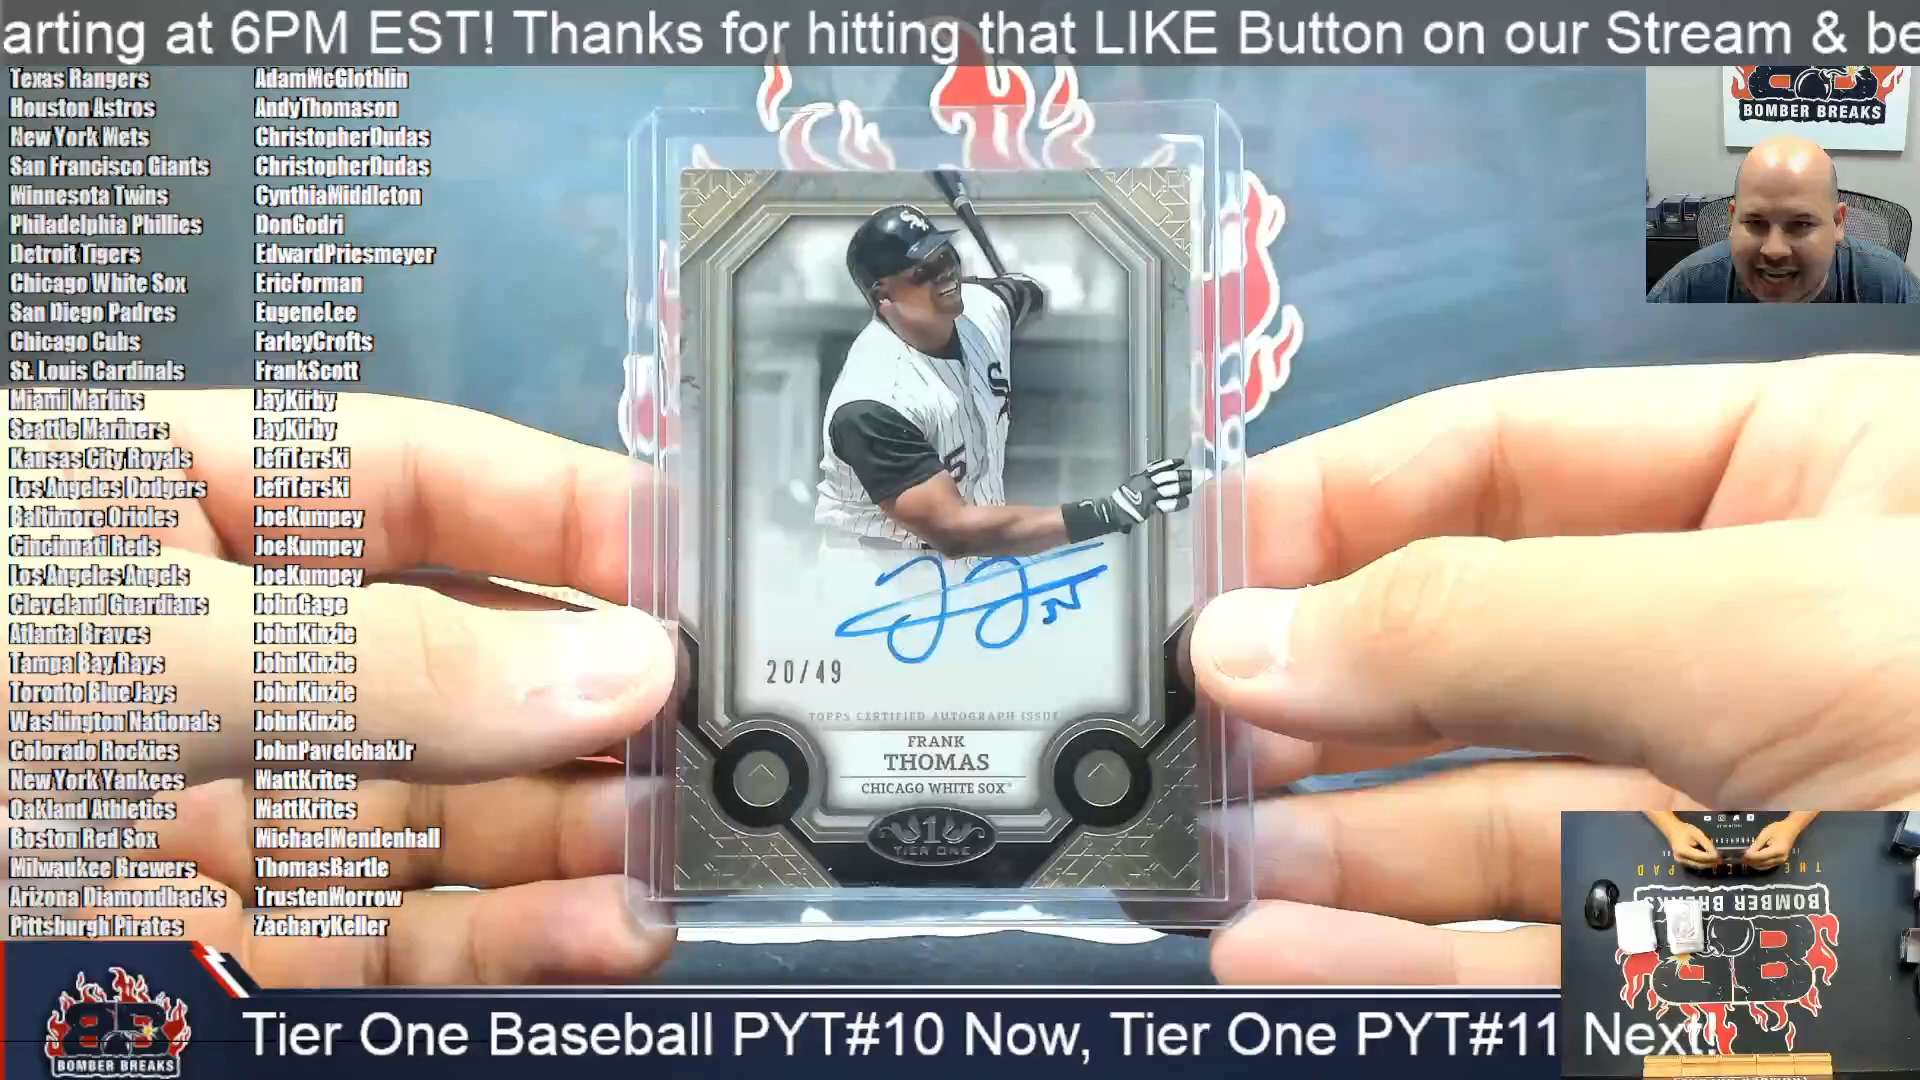 arting at 6PM EST! Thanks for hitting that LIKE Button on our Stream & be
Texas Rangers AdamMcGlothlin
Houston Astros AndyThomason
New York Mets ChristopherDudas
San Francisco Giants ChristopherDudas
Minnesota Twins CynthiaMiddleton
Philadelphia Phillies DonGodri
Detroit Tigers EdwardPriesmeyer
Chicago White Sox EricForman
San Diego Padres EugeneLee
Chicago Cubs FarleyCrofts
St. Louis Cardinals FrankScott
Miami Marlins JayKirby
Seattle Mariners JayKirby
Kansas City Royals JeffTerski
Los Angeles Dodgers JeffTerski
Baltimore Orioles JoeKumpey
Cincinnati Reds JoeKumpey
Los Angeles Angels JoeKumpey
Cleveland Guardians JohnGage
Atlanta Braves JohnKinzie
Tampa Bay Rays JohnKinzie
Toronto Blue Jays JohnKinzie
Washington Nationals JohnKinzie
Colorado Rockies JohnPavelchakJr
New York Yankees MattKrites
Oakland Athletics MattKrites
Boston Red Sox MichaelMendenhall
Milwaukee Brewers ThomasBartle
Arizona Diamondbacks TrustenMorrow
Pittsburgh Pirates ZacharyKeller
BOMBER BREAKS
Sox
5
35
20/49
TOPPS CERTIFIED AUTOGRAPH ISSUE
FRANK
THOMAS
CHICAGO WHITE SOX
1
TIER ONE
BOMBER BREAKS
BB
BB
BOMBER BREAKS
Tier One Baseball PYT#10 Now, Tier One PYT#11 Next!